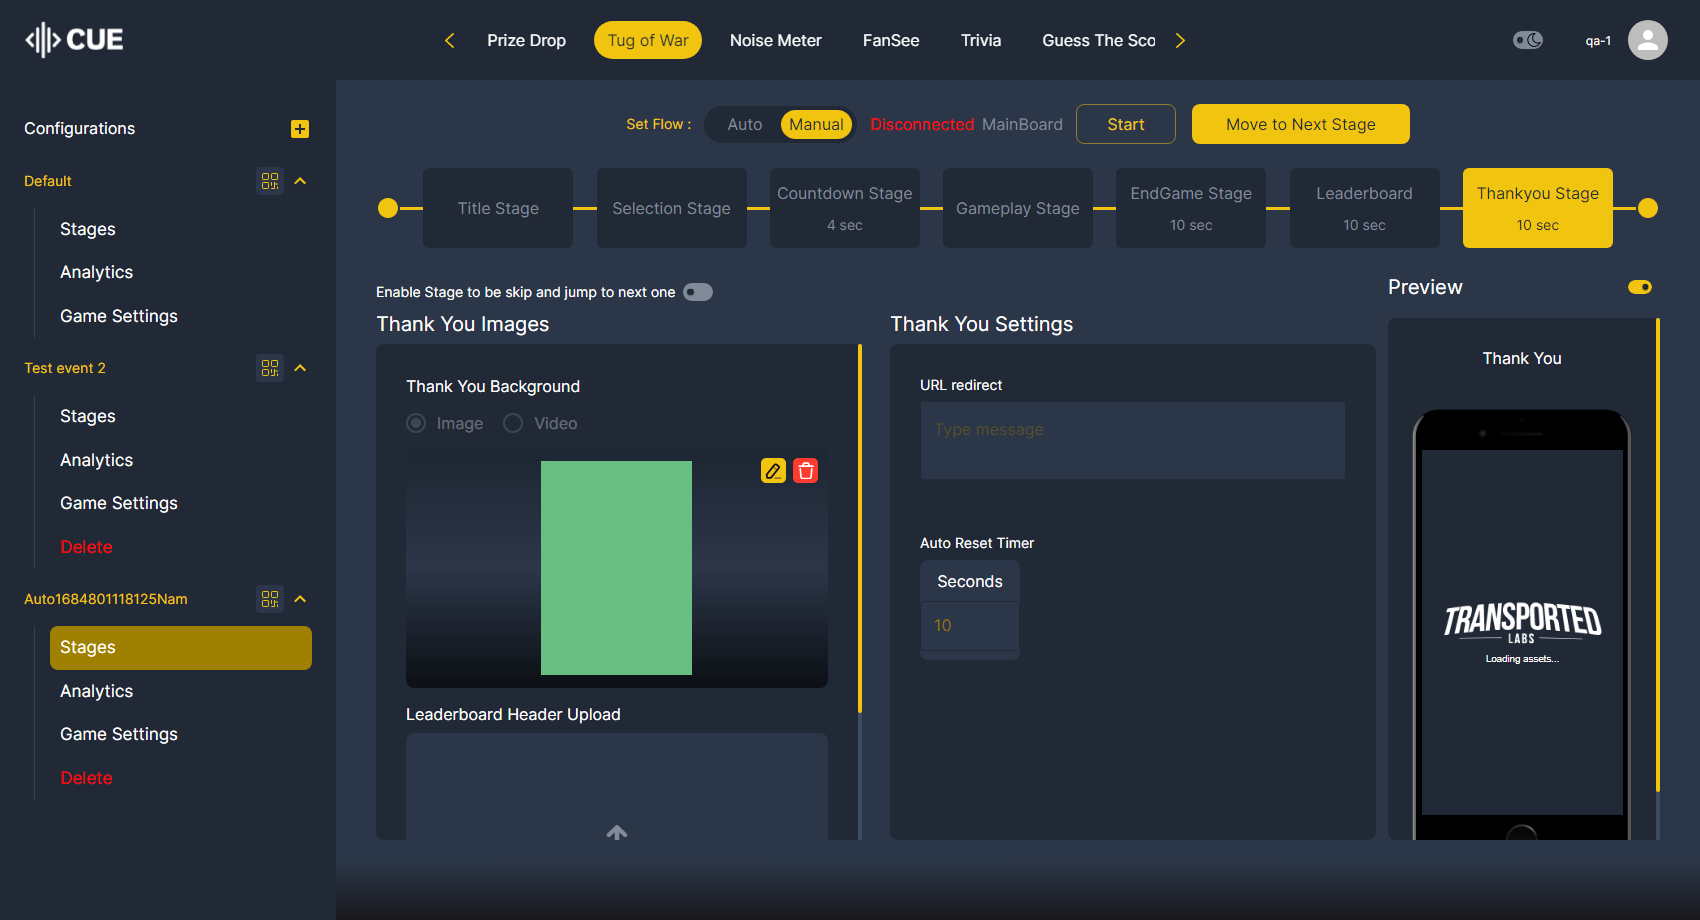 CUE
Prize Drop
Tug of War
Noise Meter
FanSee
Trivia
Guess The Sco
qa-1
Configurations
Default
Stages
Analytics
Game Settings
Test event 2
Stages
Analytics
Game Settings
Delete
Auto1684801118125Nam
Stages
Analytics
Game Settings
Delete
Set Flow :
Auto
Manual
Disconnected MainBoard
Start
Move to Next Stage
Title Stage
Selection Stage
Countdown Stage
4 sec
Gameplay Stage
EndGame Stage
10 sec
Leaderboard
10 sec
Thankyou Stage
10 sec
Enable Stage to be skip and jump to next one
Thank You Images
Thank You Background
Image
Video
Leaderboard Header Upload
Thank You Settings
URL redirect
Type message
Auto Reset Timer
Seconds
10
Preview
Thank You
TRANSPORTED
LABS
Loading assets...